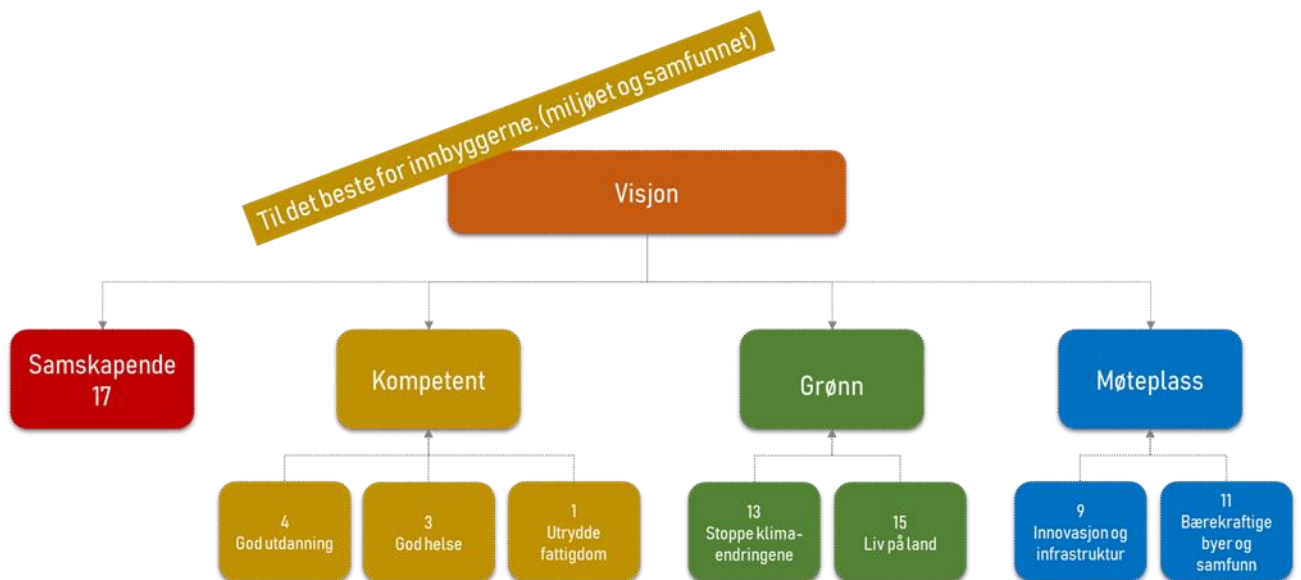 Til det beste for innbyggerne, (miljøet og samfunnet)
Visjon
Samskapende
17
Kompetent
Grønn
Møteplass
4
God utdanning
3
God helse
1
Utrydde
fattigdom
13
Stoppe klima-
endringene
15
Liv på land
9
Innovasjon og
infrastruktur
11
Bærekraftige
byer og
samfunn